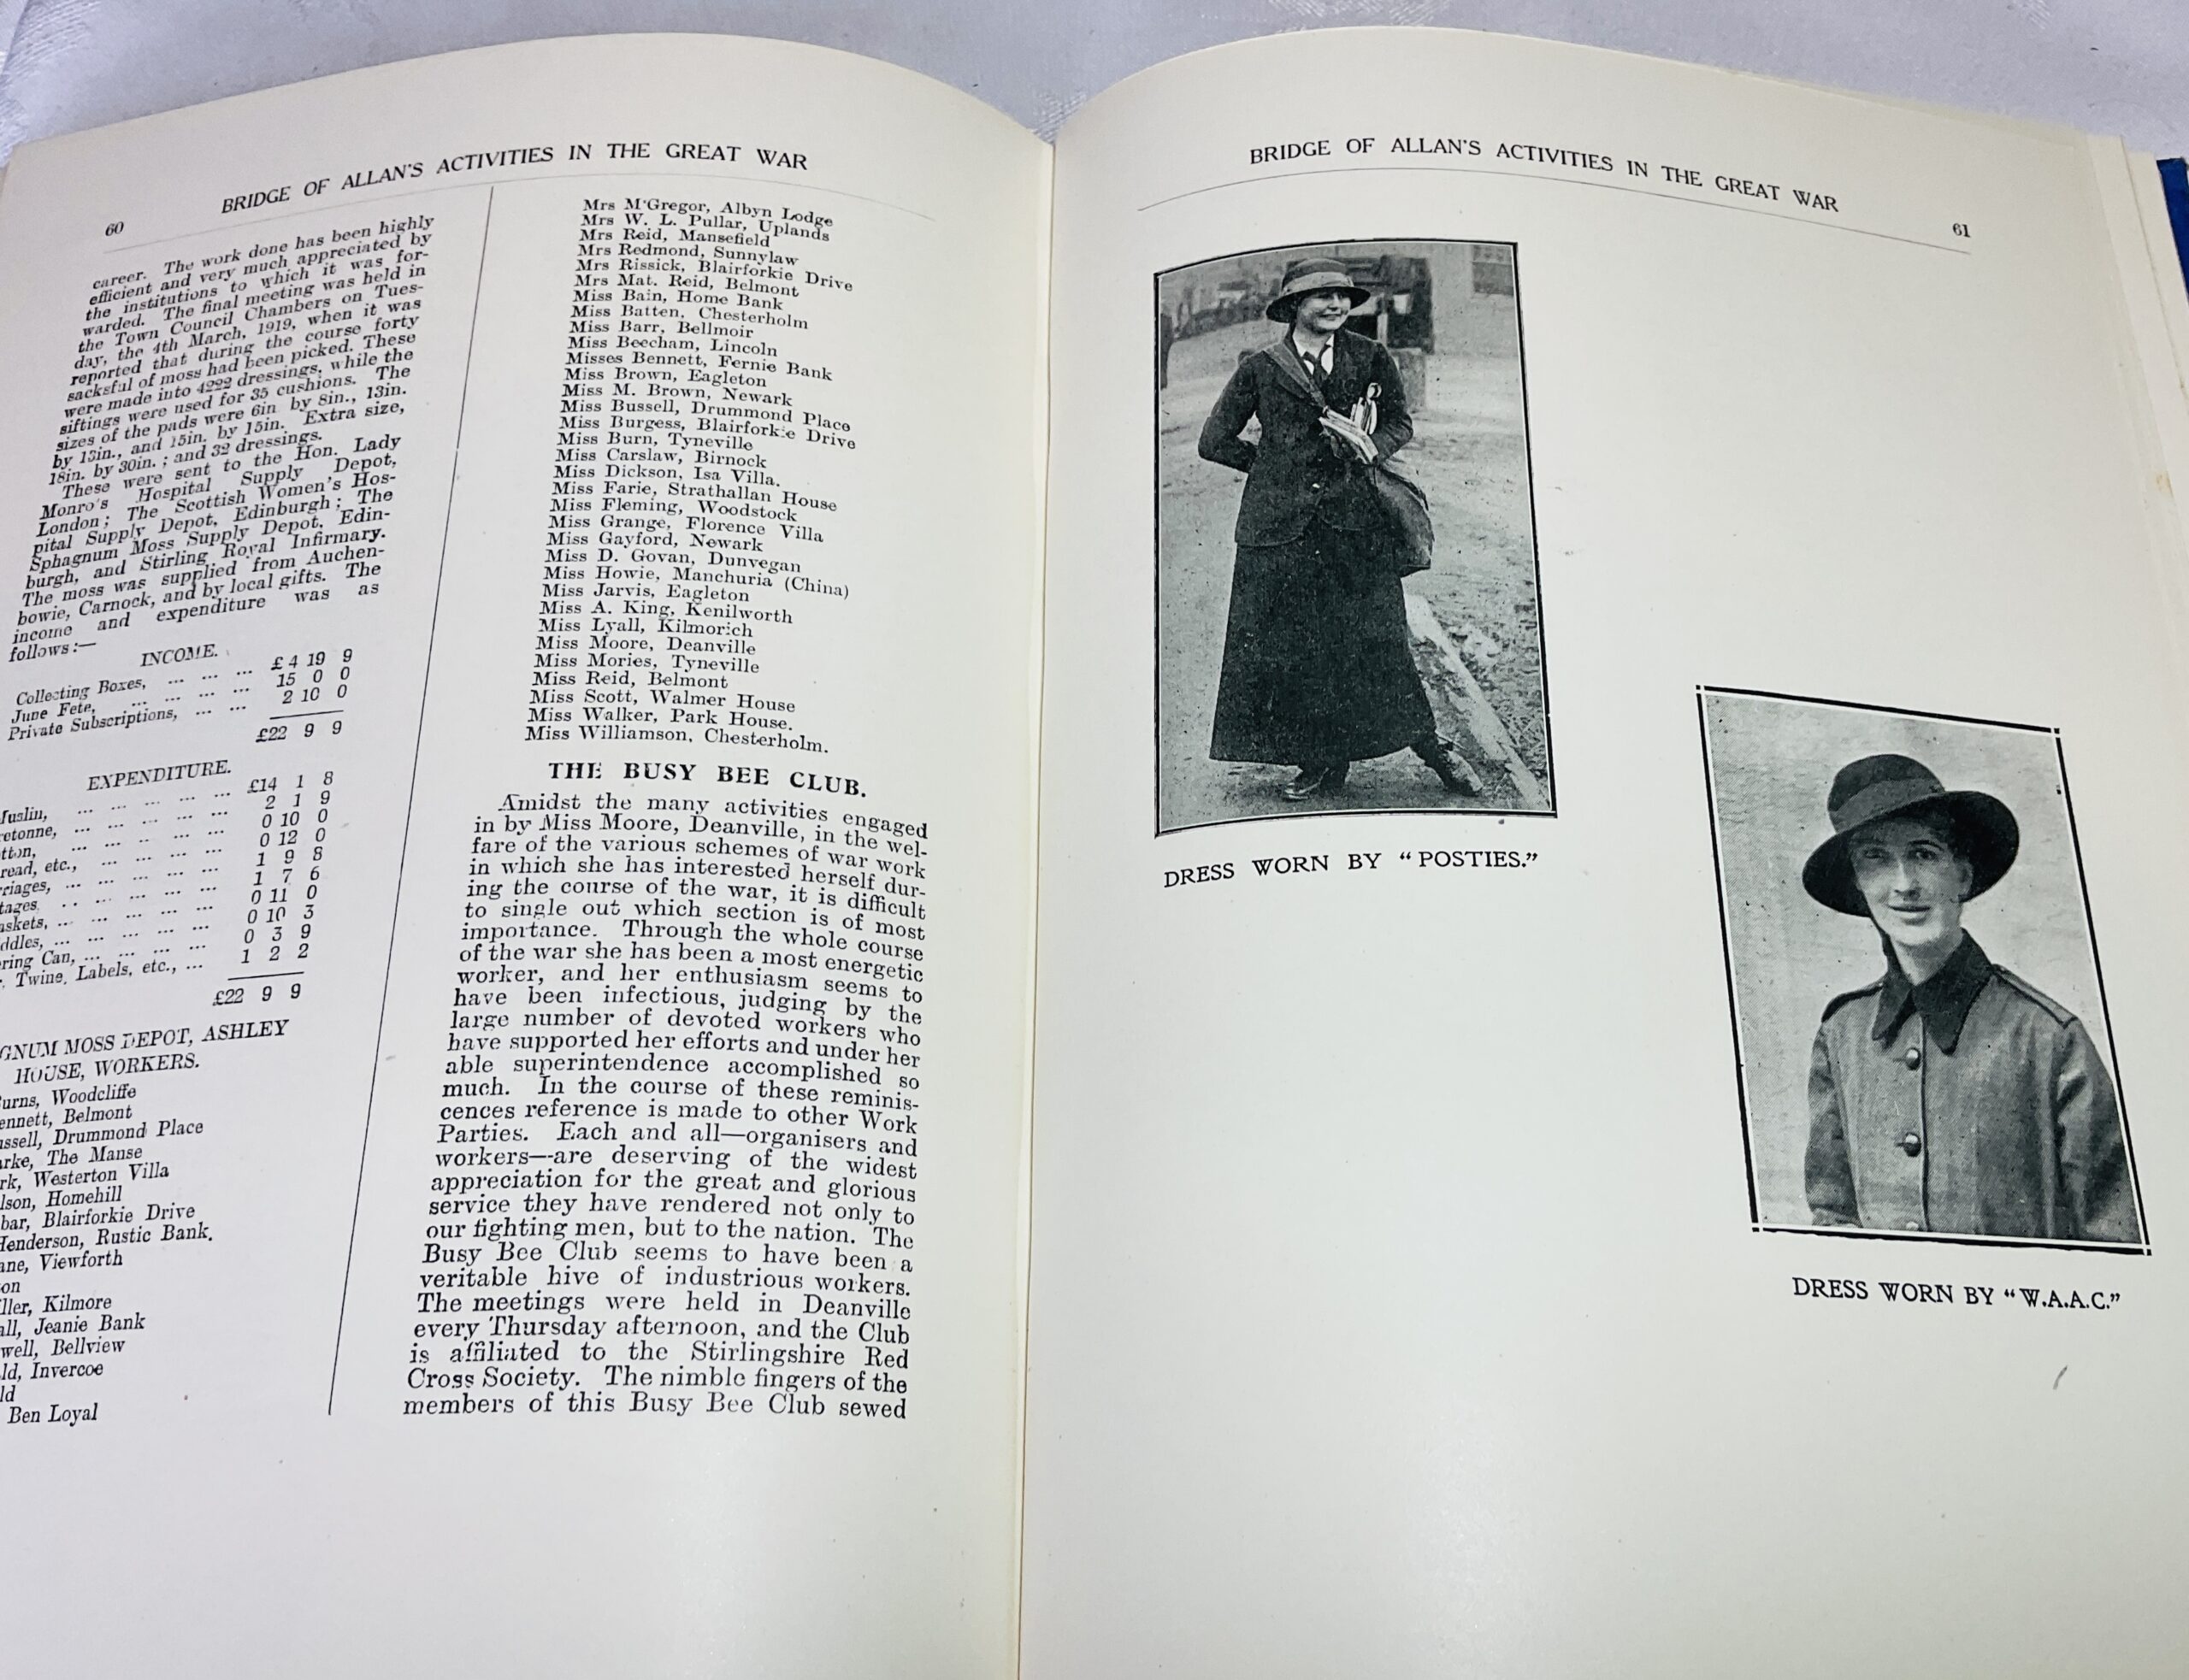 60
BRIDGE OF ALLAN'S ACTIVITIES IN THE GREAT WAR
career. The work done has been highly
efficient and very much appreciated by
the institutions to which it was for-
warded. The final meeting was held in
the Town Council Chambers on Tues-
day, the 4th March, 1919, when it was
reported that during the course forty
sacksful of moss had been picked. These
were made into 4222 dressings, while the
siftings were used for 35 cushions. The
sizes of the pads were 6in. by 8in., 13in.
by 13in., and 15in. by 15in. Extra size,
18in. by 30in.; and 32 dressings.
These were sent to the Hon. Lady
Monro's Hospital Supply Depot,
London; The Scottish Women's Hos-
pital Supply Depot, Edinburgh; The
Sphagnum Moss Supply Depot, Edin-
burgh, and Stirling Royal Infirmary.
The moss was supplied from Auchen-
bowie, Carnock, and by local gifts. The
income and expenditure was as
follows:—
INCOME.
Collecting Boxes, ... ... ... £4 19 9
June Fete, ... ... ... ... 15 0 0
Private Subscriptions, ... ... 2 10 0
£22 9 9
EXPENDITURE.
... ... ... ... ... £14 1 8
... ... ... ... ... 2 1 9
... ... ... ... 0 10 0
etc., ... ... ... ... 0 12 0
... ... ... ... 1 9 8
... ... ... ... 1 7 6
... ... ... ... 0 11 0
... ... ... ... 0 10 3
Can, ... ... ... ... 0 3 9
Twine, Labels, etc., ... 1 2 2
£22 9 9
MOSS DEPOT, ASHLEY
HOUSE, WORKERS.
Woodcliffe
Belmont
Drummond Place
The Manse
Westerton Villa
Homehill
Blairforkie Drive
Henderson, Rustic Bank.
Viewforth
Kilmore
Jeanie Bank
Bellview
Invercoe
Ben Loyal
Mrs M'Gregor, Albyn Lodge
Mrs W. L. Pullar, Uplands
Mrs Reid, Mansefield
Mrs Redmond, Sunnylaw
Mrs Rissick, Blairforkie Drive
Mrs Mat. Reid, Belmont
Miss Bain, Home Bank
Miss Batten, Chesterholm
Miss Barr, Bellmoir
Miss Beecham, Lincoln
Misses Bennett, Fernie Bank
Miss Brown, Eagleton
Miss M. Brown, Newark
Miss Bussell, Drummond Place
Miss Burgess, Blairforkie Drive
Miss Burn, Tyneville
Miss Carslaw, Birnock
Miss Dickson, Isa Villa.
Miss Farie, Strathallan House
Miss Fleming, Woodstock
Miss Grange, Florence Villa
Miss Gayford, Newark
Miss D. Govan, Dunvegan
Miss Howie, Manchuria (China)
Miss Jarvis, Eagleton
Miss A. King, Kenilworth
Miss Lyall, Kilmorich
Miss Moore, Deanville
Miss Mories, Tyneville
Miss Reid, Belmont
Miss Scott, Walmer House
Miss Walker, Park House.
Miss Williamson, Chesterholm.
THE BUSY BEE CLUB.
Amidst the many activities engaged
in by Miss Moore, Deanville, in the wel-
fare of the various schemes of war work
in which she has interested herself dur-
ing the course of the war, it is difficult
to single out which section is of most
importance. Through the whole course
of the war she has been a most energetic
worker, and her enthusiasm seems to
have been infectious, judging by the
large number of devoted workers who
have supported her efforts and under her
able superintendence accomplished so
much. In the course of these reminis-
cences reference is made to other Work
Parties. Each and all—organisers and
workers—are deserving of the widest
appreciation for the great and glorious
service they have rendered not only to
our fighting men, but to the nation. The
Busy Bee Club seems to have been a
veritable hive of industrious workers.
The meetings were held in Deanville
every Thursday afternoon, and the Club
is affiliated to the Stirlingshire Red
Cross Society. The nimble fingers of the
members of this Busy Bee Club sewed
BRIDGE OF ALLAN'S ACTIVITIES IN THE GREAT WAR
61
DRESS WORN BY "POSTIES."
DRESS WORN BY "W.A.A.C."